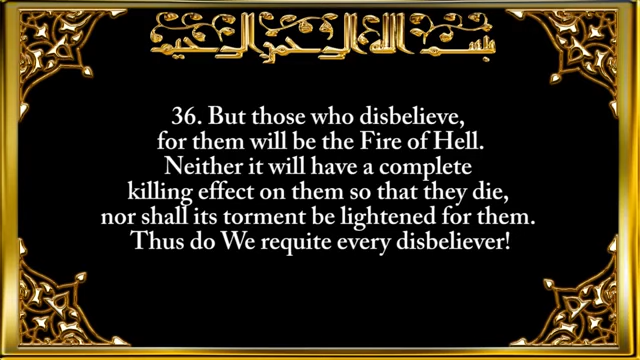 بسم الله الرحمن الرحيم
36. But those who disbelieve,
for them will be the Fire of Hell.
Neither it will have a complete
killing effect on them so that they die,
nor shall its torment be lightened for them.
Thus do We requite every disbeliever!